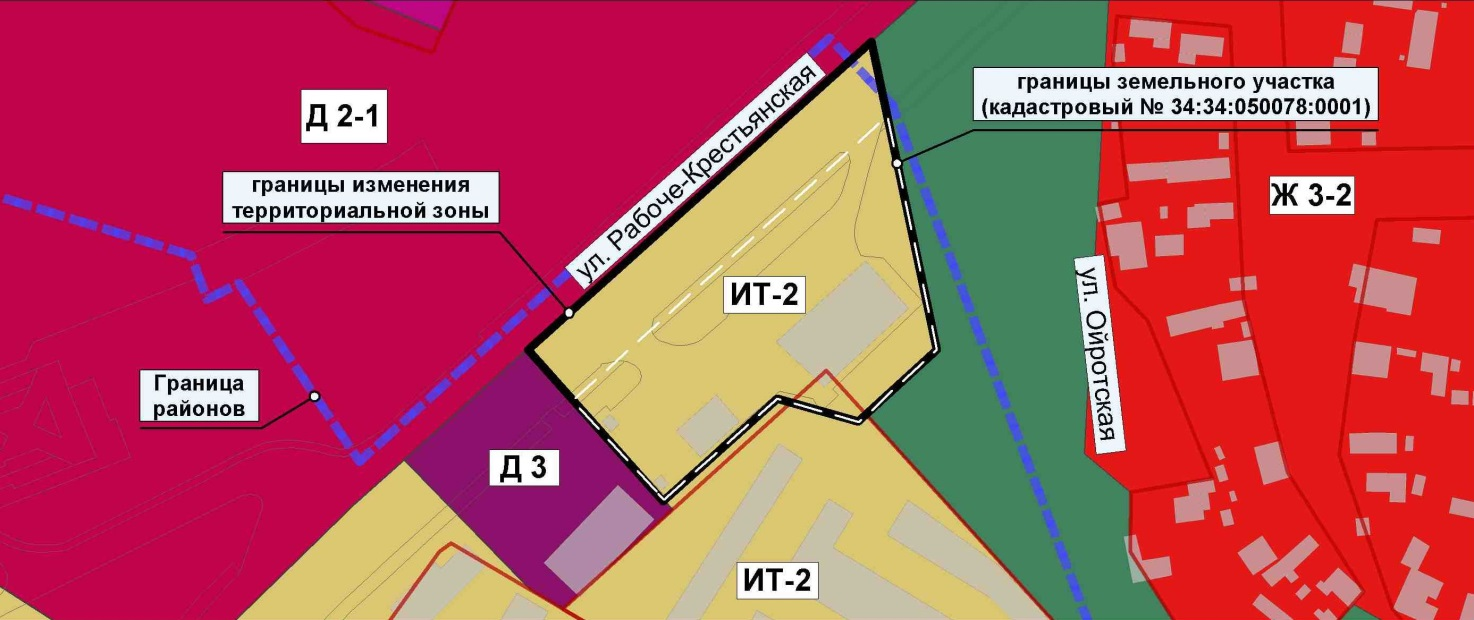 Д 2-1
ул. Рабоче-Крестьянская
границы земельного участка
(кадастровый № 34:34:050078:0001)
границы изменения
территориальной зоны
Ж 3-2
ИТ-2
ул. Ойротская
Граница
районов
Д 3
ИТ-2